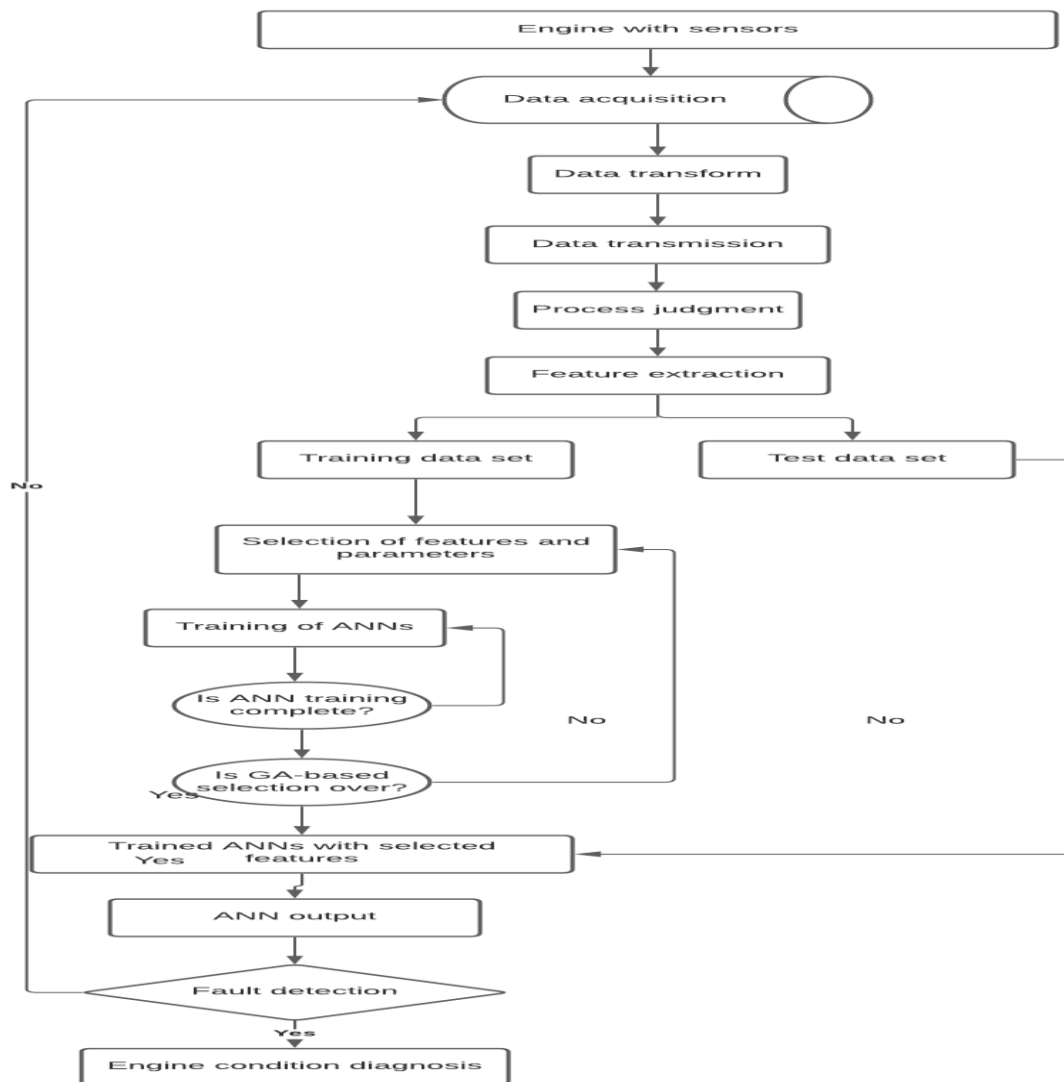 Engine with sensors
Data acquisition
Data transform
Data transmission
Process judgment
Feature extraction
Training data set
Test data set
No
Selection of features and
parameters
Training of ANNs
Is ANN training
complete?
No
No
Is GA-based
selection over?
Yes
Trained ANNs with selected
features
Yes
ANN output
Fault detection
Yes
Engine condition diagnosis